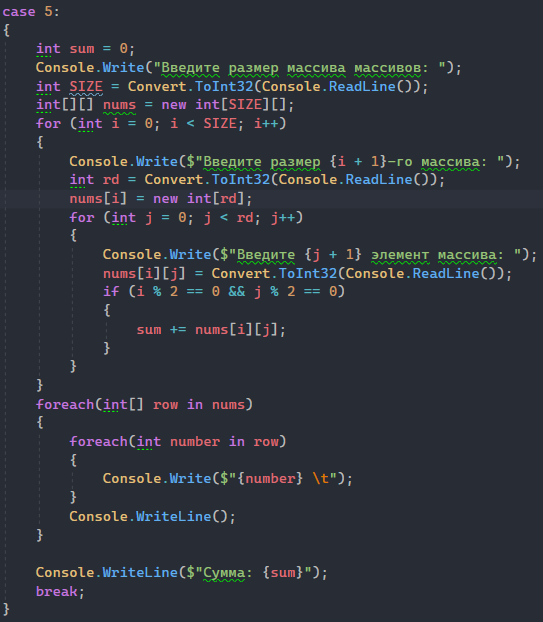 case 5:
{
int sum = 0;
Console.Write("Введите размер массива массивов: ");
int SIZE = Convert.ToInt32(Console.ReadLine());
int[][] nums = new int[SIZE][];
for (int i = 0; i < SIZE; i++)
{
Console.Write($"Введите размер {i + 1}-го массива: ");
int rd = Convert.ToInt32(Console.ReadLine());
nums[i] = new int[rd];
for (int j = 0; j < rd; j++)
{
Console.Write($"Введите {j + 1} элемент массива: ");
nums[i][j] = Convert.ToInt32(Console.ReadLine());
if (i % 2 == 0 && j % 2 == 0)
{
sum += nums[i][j];
}
}
}
foreach(int[] row in nums)
{
foreach(int number in row)
{
Console.Write($"{number} \t");
}
Console.WriteLine();
}
Console.WriteLine($"Сумма: {sum}");
break;
}